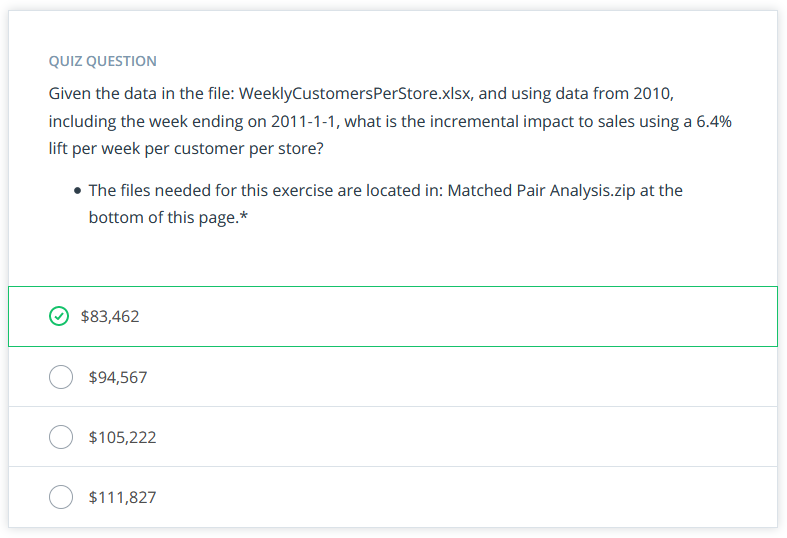 QUIZ QUESTION
Given the data in the file: WeeklyCustomersPerStore.xlsx, and using data from 2010,
including the week ending on 2011-1-1, what is the incremental impact to sales using a 6.4%
lift per week per customer per store?
• The files needed for this exercise are located in: Matched Pair Analysis.zip at the
bottom of this page.*
$83,462
$94,567
$105,222
$111,827